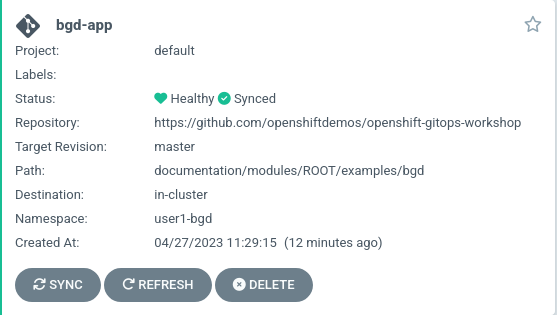 bgd-app
Project: default
Labels:
Status: Healthy Synced
Repository: https://github.com/openshiftdemos/openshift-gitops-workshop
Target Revision: master
Path: documentation/modules/ROOT/examples/bgd
Destination: in-cluster
Namespace: user1-bgd
Created At: 04/27/2023 11:29:15 (12 minutes ago)
SYNC REFRESH DELETE